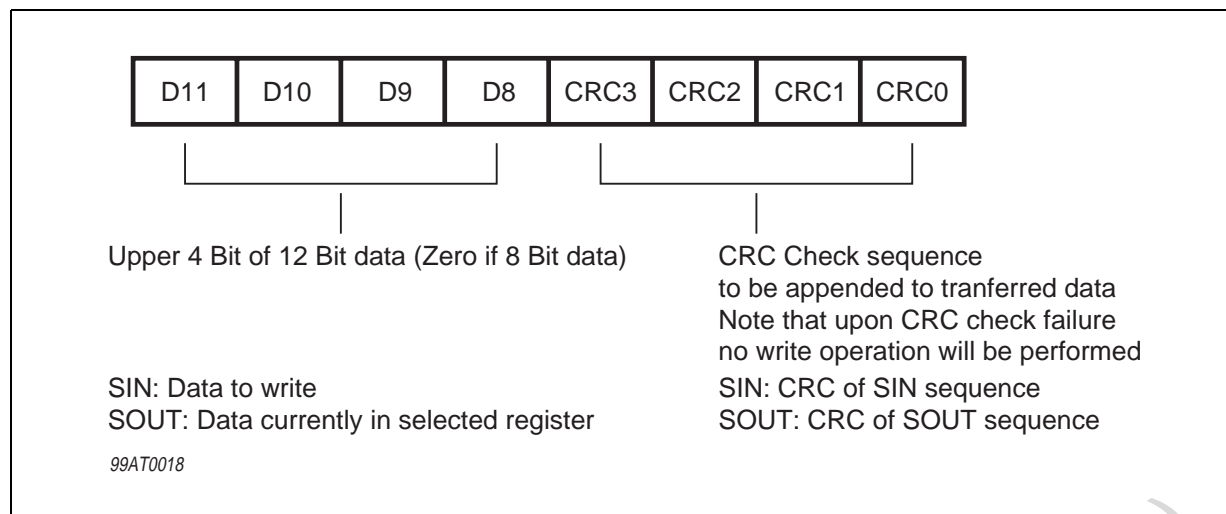 D11 D10 D9 D8 CRC3 CRC2 CRC1 CRC0
Upper 4 Bit of 12 Bit data (Zero if 8 Bit data)
SIN: Data to write
SOUT: Data currently in selected register
CRC Check sequence
to be appended to tranferred data
Note that upon CRC check failure
no write operation will be performed
SIN: CRC of SIN sequence
SOUT: CRC of SOUT sequence
99AT0018